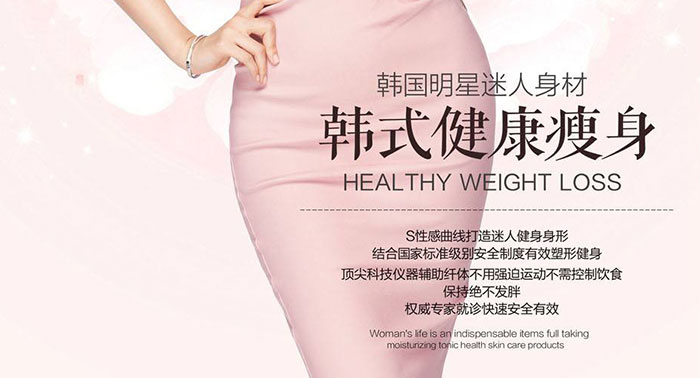 韩国明星迷人身材
韩式健康瘦身
HEALTHY WEIGHT LOSS
S性感曲线打造迷人健身身形
结合国家标准级别安全制度有效塑形健身
顶尖科技仪器辅助纤体不用强迫运动不需控制饮食
保持绝不发胖
权威专家就诊快速安全有效
Woman's life is an indispensable items full taking
moisturizing tonic health skin care products